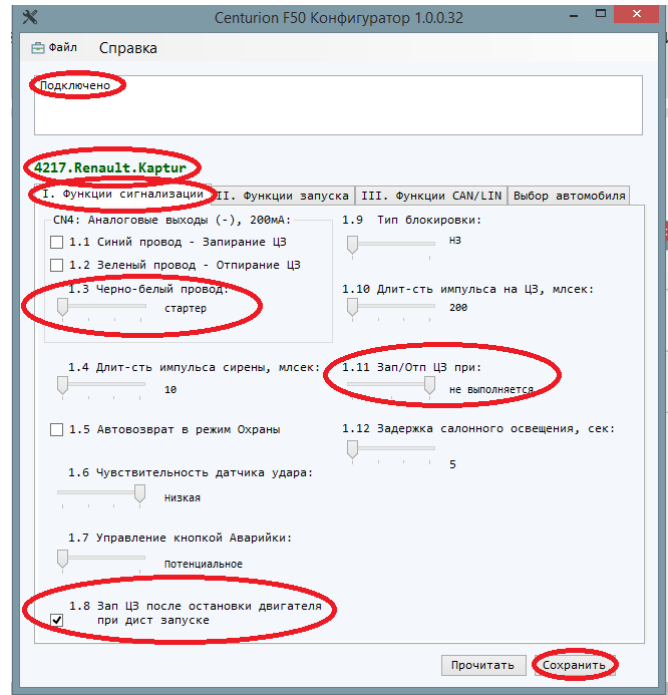 Centurion F50 Конфигуратор 1.0.0.32
Файл Справка
Подключено
4217.Renault.Kaptur
I. Функции сигнализации II. Функции запуска III. Функции CAN/LIN Выбор автомобиля
CN4: Аналоговые выходы (-), 200мА:
1.1 Синий провод - Запирание ЦЗ
1.2 Зеленый провод - Отпирание ЦЗ
1.3 Черно-белый провод:
стартер
1.4 Длит-сть импульса сирены, млсек:
10
1.5 Автовозврат в режим Охраны
1.6 Чувствительность датчика удара:
Низкая
1.7 Управление кнопкой Аварийки:
Потенциальное
1.8 Зап ЦЗ после остановки двигателя
при дист запуске
1.9 Тип блокировки:
НЗ
1.10 Длит-сть импульса на ЦЗ, млсек:
200
1.11 Зап/Отп ЦЗ при:
не выполняется
1.12 Задержка салонного освещения, сек:
5
Прочитать Сохранить